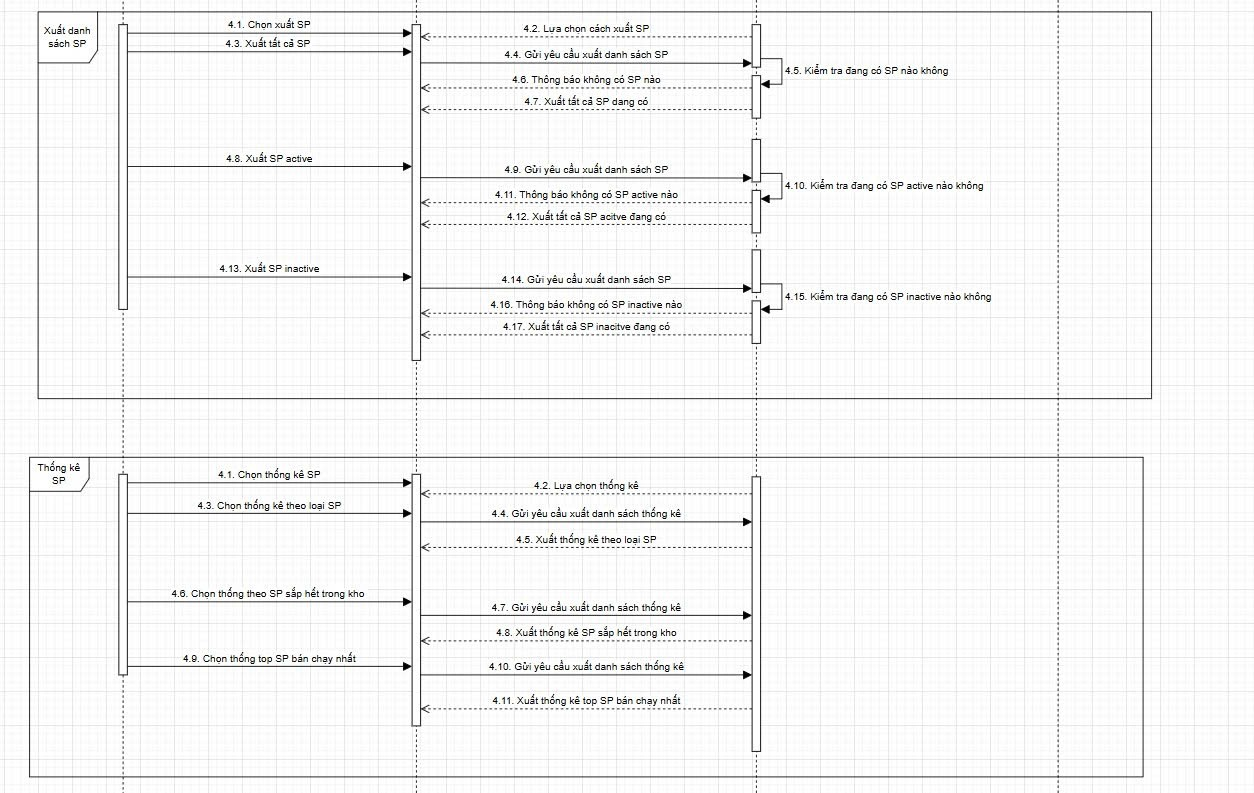 Xuất danh
sách SP
4.1. Chọn xuất SP
4.2. Lựa chọn cách xuất SP
4.3. Xuất tất cả SP
4.4. Gửi yêu cầu xuất danh sách SP
4.5. Kiểm tra đang có SP nào không
4.6. Thông báo không có SP nào
4.7. Xuất tất cả SP dang có
4.8. Xuất SP active
4.9. Gửi yêu cầu xuất danh sách SP
4.10. Kiểm tra đang có SP active nào không
4.11. Thông báo không có SP active nào
4.12. Xuất tất cả SP acitve đang có
4.13. Xuất SP inactive
4.14. Gửi yêu cầu xuất danh sách SP
4.15. Kiểm tra đang có SP inactive nào không
4.16. Thông báo không có SP inactive nào
4.17. Xuất tất cả SP inacitve đang có
Thống kê
SP
4.1. Chọn thống kê SP
4.2. Lựa chọn thống kê
4.3. Chọn thống kê theo loại SP
4.4. Gửi yêu cầu xuất danh sách thống kê
4.5. Xuất thống kê theo loại SP
4.6. Chọn thống theo SP sắp hết trong kho
4.7. Gửi yêu cầu xuất danh sách thống kê
4.8. Xuất thống kê SP sắp hết trong kho
4.9. Chọn thống top SP bán chạy nhất
4.10. Gửi yêu cầu xuất danh sách thống kê
4.11. Xuất thống kê top SP bán chạy nhất